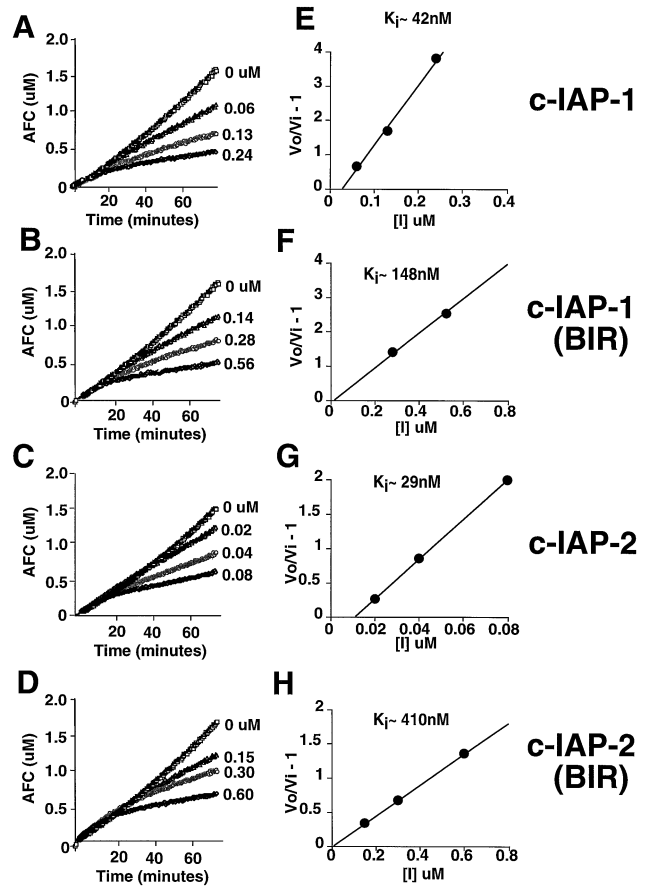 A
AFC (uM)
2.0
1.5
1.0
0.5
0
20 40 60
Time (minutes)
0 uM
0.06
0.13
0.24
E
Ki~ 42nM
Vo/Vi - 1
4
3
2
1
0
0 0.1 0.2 0.3 0.4
[I] uM
c-IAP-1
B
AFC (uM)
2.0
1.5
1.0
0.5
0
20 40 60
Time (minutes)
0 uM
0.14
0.28
0.56
F
Ki~ 148nM
Vo/Vi - 1
4
3
2
1
0
0.2 0.4 0.6 0.8
[I] uM
c-IAP-1
(BIR)
C
AFC (uM)
2.0
1.5
1.0
0.5
0
20 40 60
Time (minutes)
0 uM
0.02
0.04
0.08
G
Ki~ 29nM
Vo/Vi - 1
2
1.5
1
0.5
0
0 0.02 0.04 0.06 0.08
[I] uM
c-IAP-2
D
AFC (uM)
2.0
1.5
1.0
0.5
0
20 40 60
Time (minutes)
0 uM
0.15
0.30
0.60
H
Ki~ 410nM
Vo/Vi - 1
2
1.5
1
0.5
0
0 0.2 0.4 0.6 0.8
[I] uM
c-IAP-2
(BIR)